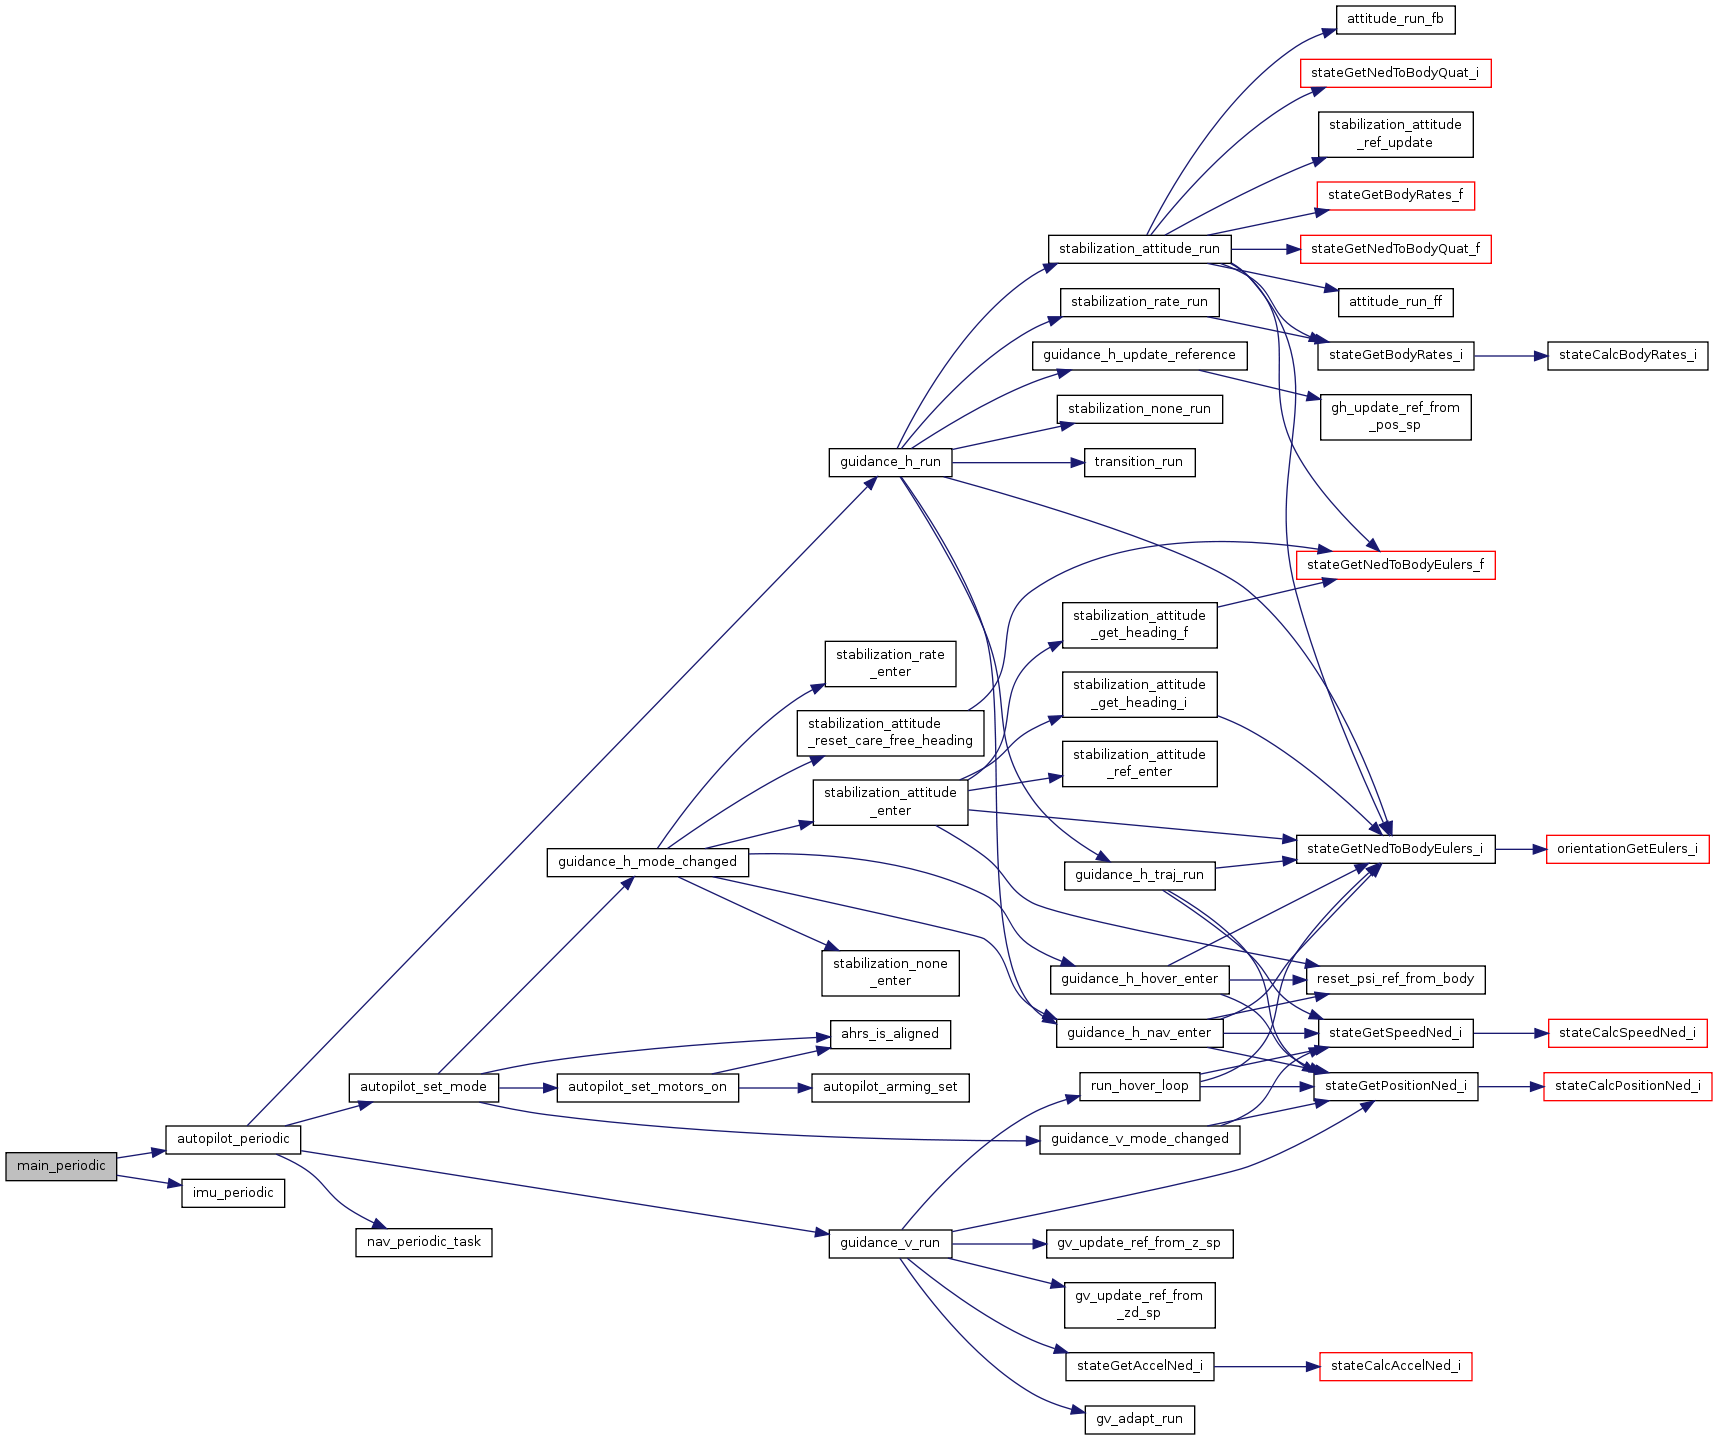 attitude_run_fb
stateGetNedToBodyQuat_i
stabilization_attitude
_ref_update
stateGetBodyRates_f
stabilization_attitude_run
stateGetNedToBodyQuat_f
stabilization_rate_run
attitude_run_ff
guidance_h_update_reference
stateGetBodyRates_i
stateCalcBodyRates_i
stabilization_none_run
gh_update_ref_from
_pos_sp
guidance_h_run
transition_run
stateGetNedToBodyEulers_f
stabilization_attitude
_get_heading_f
stabilization_rate
_enter
stabilization_attitude
_get_heading_i
stabilization_attitude
_reset_care_free_heading
stabilization_attitude
_ref_enter
stabilization_attitude
_enter
guidance_h_mode_changed
stateGetNedToBodyEulers_i
orientationGetEulers_i
guidance_h_traj_run
stabilization_none
_enter
guidance_h_hover_enter
reset_psi_ref_from_body
ahrs_is_aligned
guidance_h_nav_enter
stateGetSpeedNed_i
stateCalcSpeedNed_i
autopilot_set_mode
autopilot_set_motors_on
autopilot_arming_set
run_hover_loop
stateGetPositionNed_i
stateCalcPositionNed_i
autopilot_periodic
guidance_v_mode_changed
main_periodic
imu_periodic
nav_periodic_task
guidance_v_run
gv_update_ref_from_z_sp
gv_update_ref_from
_zd_sp
stateGetAccelNed_i
stateCalcAccelNed_i
gv_adapt_run